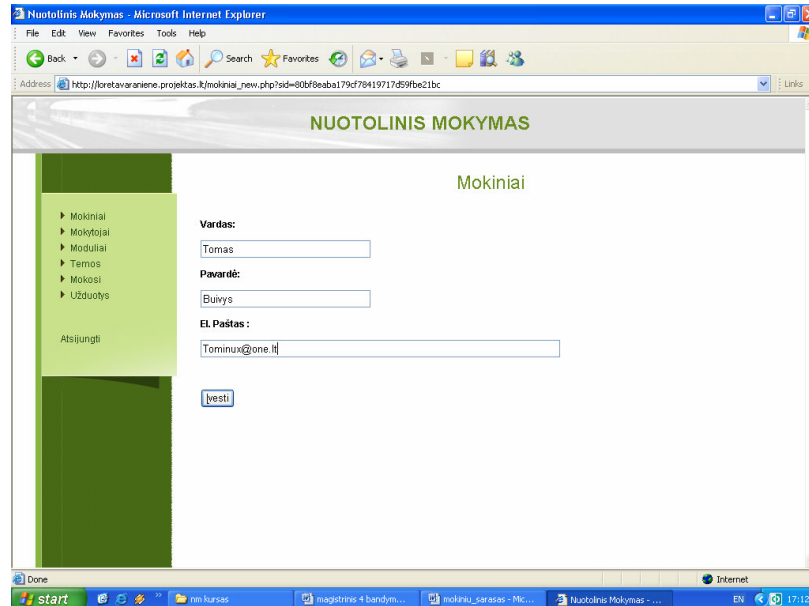 Nuotolinis Mokymas - Microsoft Internet Explorer
File Edit View Favorites Tools Help
Back Search Favorites
Address http://loretavaraniene.projektas.lt/mokiniai_new.php?sid=80bf8eaba179cf78419717d59fbe21bc Links
NUOTOLINIS MOKYMAS
Mokiniai
Mokiniai
Mokytojai
Moduliai
Temos
Mokosi
Užduotys
Atsijungti
Vardas:
Tomas
Pavardė:
Buivys
El. Paštas :
Tominux@one.lt
Įvesti
Done Internet
start nm kursas magistrinis 4 bandym... mokiniu_sarasas - Mic... Nuotolinis Mokymas - ... EN 17:12